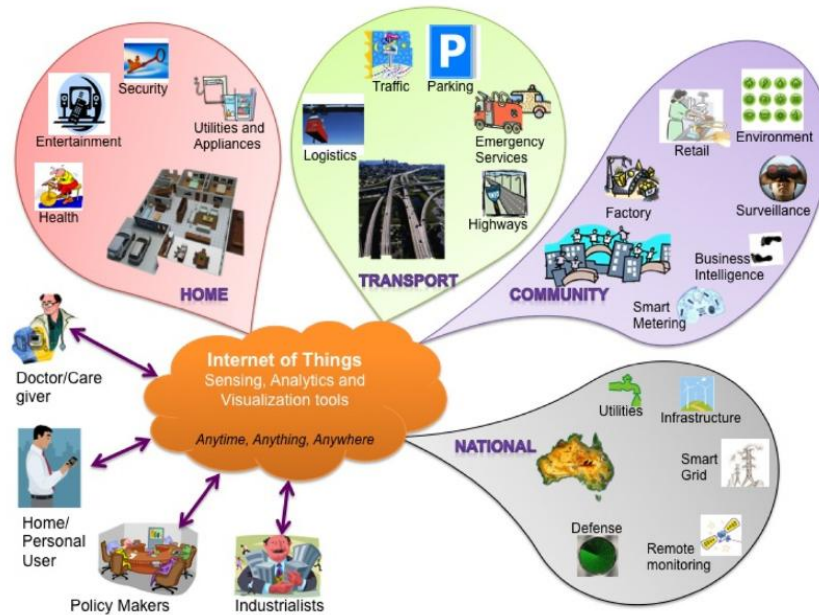 Security
Entertainment
Utilities and
Appliances
Health
HOME
Traffic
P
Parking
Logistics
Emergency
Services
Highways
TRANSPORT
Environment
Retail
Factory
Surveillance
Business
Intelligence
Smart
Metering
COMMUNITY
Internet of Things
Sensing, Analytics and
Visualization tools
Anytime, Anything, Anywhere
NATIONAL
Utilities
Infrastructure
Smart
Grid
Defense
Remote
monitoring
Doctor/Care
giver
Home/
Personal
User
Policy Makers
Industrialists